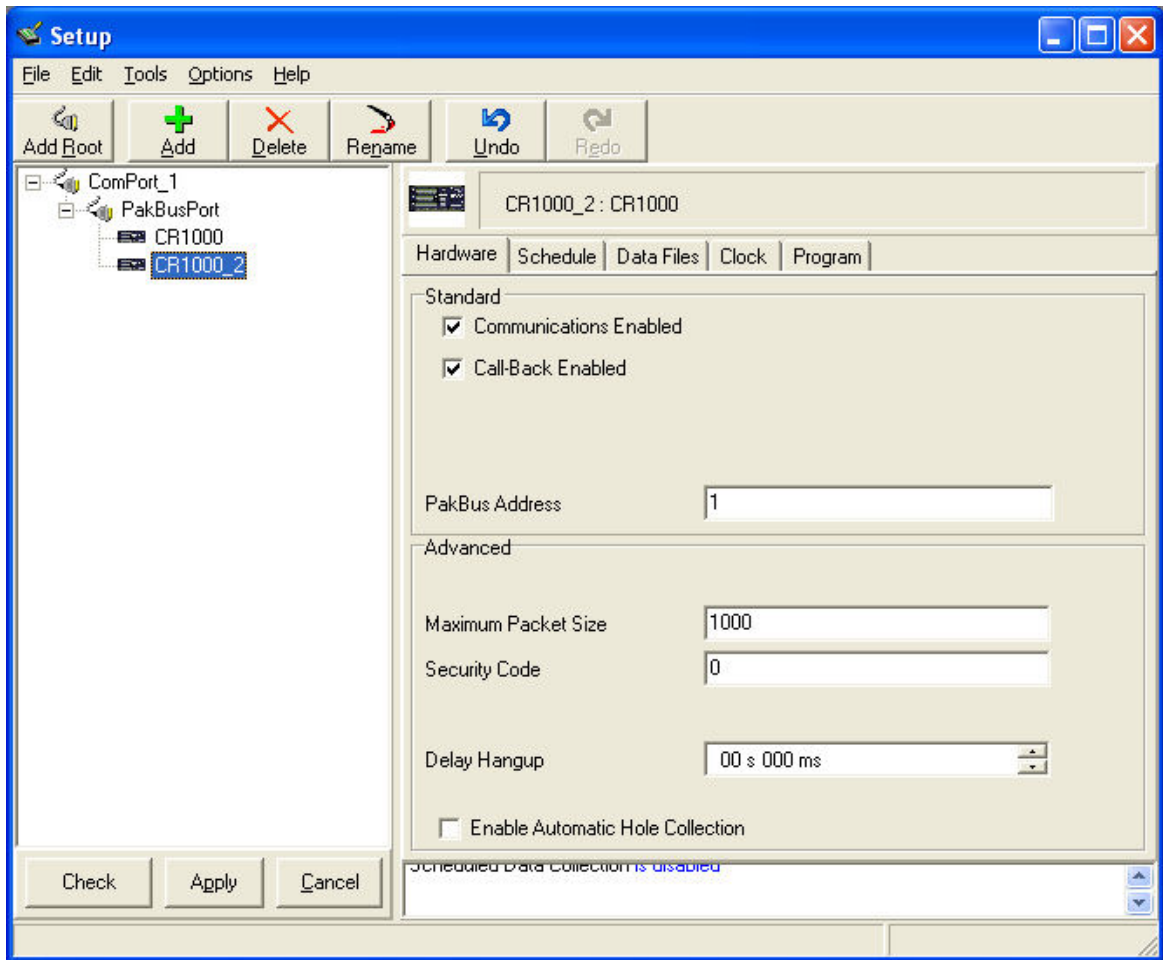 Setup
File Edit Tools Options Help
Add Root Add Delete Rename Undo Redo
ComPort_1
PakBusPort
CR1000
CR1000_2
CR1000_2 : CR1000
Hardware Schedule Data Files Clock Program
Standard
Communications Enabled
Call-Back Enabled
PakBus Address 1
Advanced
Maximum Packet Size 1000
Security Code 0
Delay Hangup 00 s 000 ms
Enable Automatic Hole Collection
Scheduled Data Collection is disabled
Check Apply Cancel